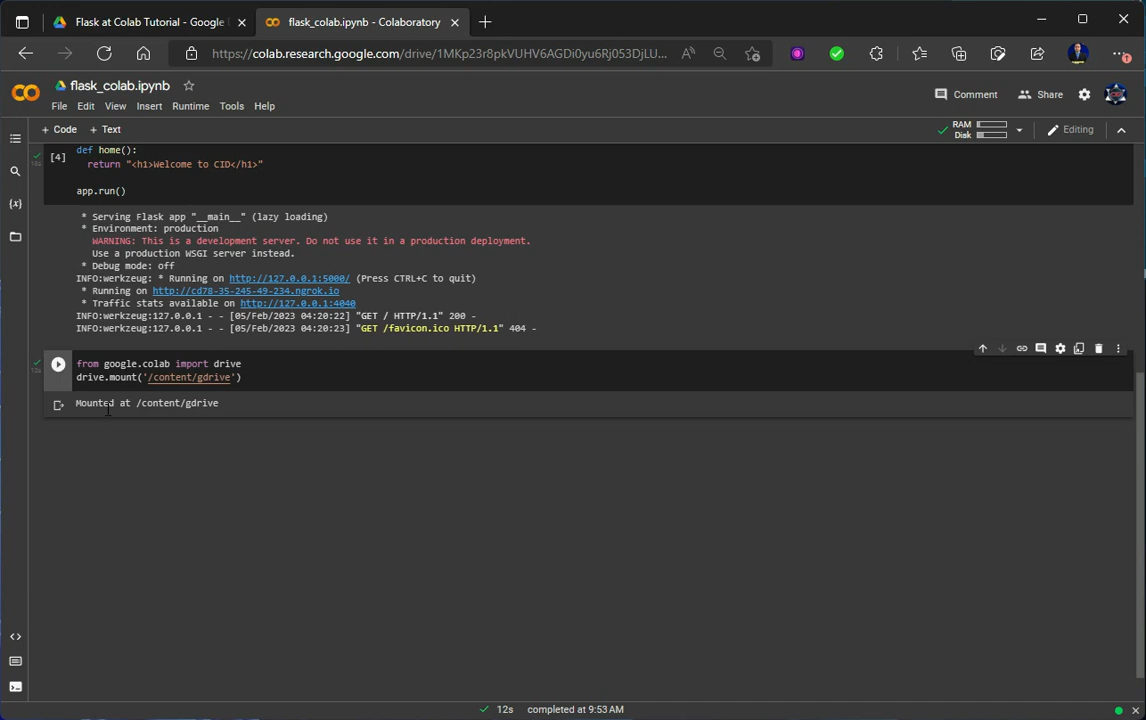 Flask at Colab Tutorial - Google
flask_colab.ipynb - Colaboratory
https://colab.research.google.com/drive/1MKp23r8pkVUHV6AGDi0yu6Rj053DjLU...
flask_colab.ipynb
File Edit View Insert Runtime Tools Help
Comment Share
+ Code + Text
RAM
Disk
Editing
[4]
def home():
return "<h1>Welcome to CID</h1>"
app.run()
* Serving Flask app "__main__" (lazy loading)
* Environment: production
WARNING: This is a development server. Do not use it in a production deployment.
Use a production WSGI server instead.
* Debug mode: off
INFO:werkzeug: * Running on http://127.0.0.1:5000/ (Press CTRL+C to quit)
* Running on http://cd78-35-245-49-234.ngrok.io
* Traffic stats available on http://127.0.0.1:4040
INFO:werkzeug:127.0.0.1 - - [05/Feb/2023 04:20:22] "GET / HTTP/1.1" 200 -
INFO:werkzeug:127.0.0.1 - - [05/Feb/2023 04:20:23] "GET /favicon.ico HTTP/1.1" 404 -
from google.colab import drive
drive.mount('/content/gdrive')
12s
Mounted at /content/gdrive
12s completed at 9:53 AM